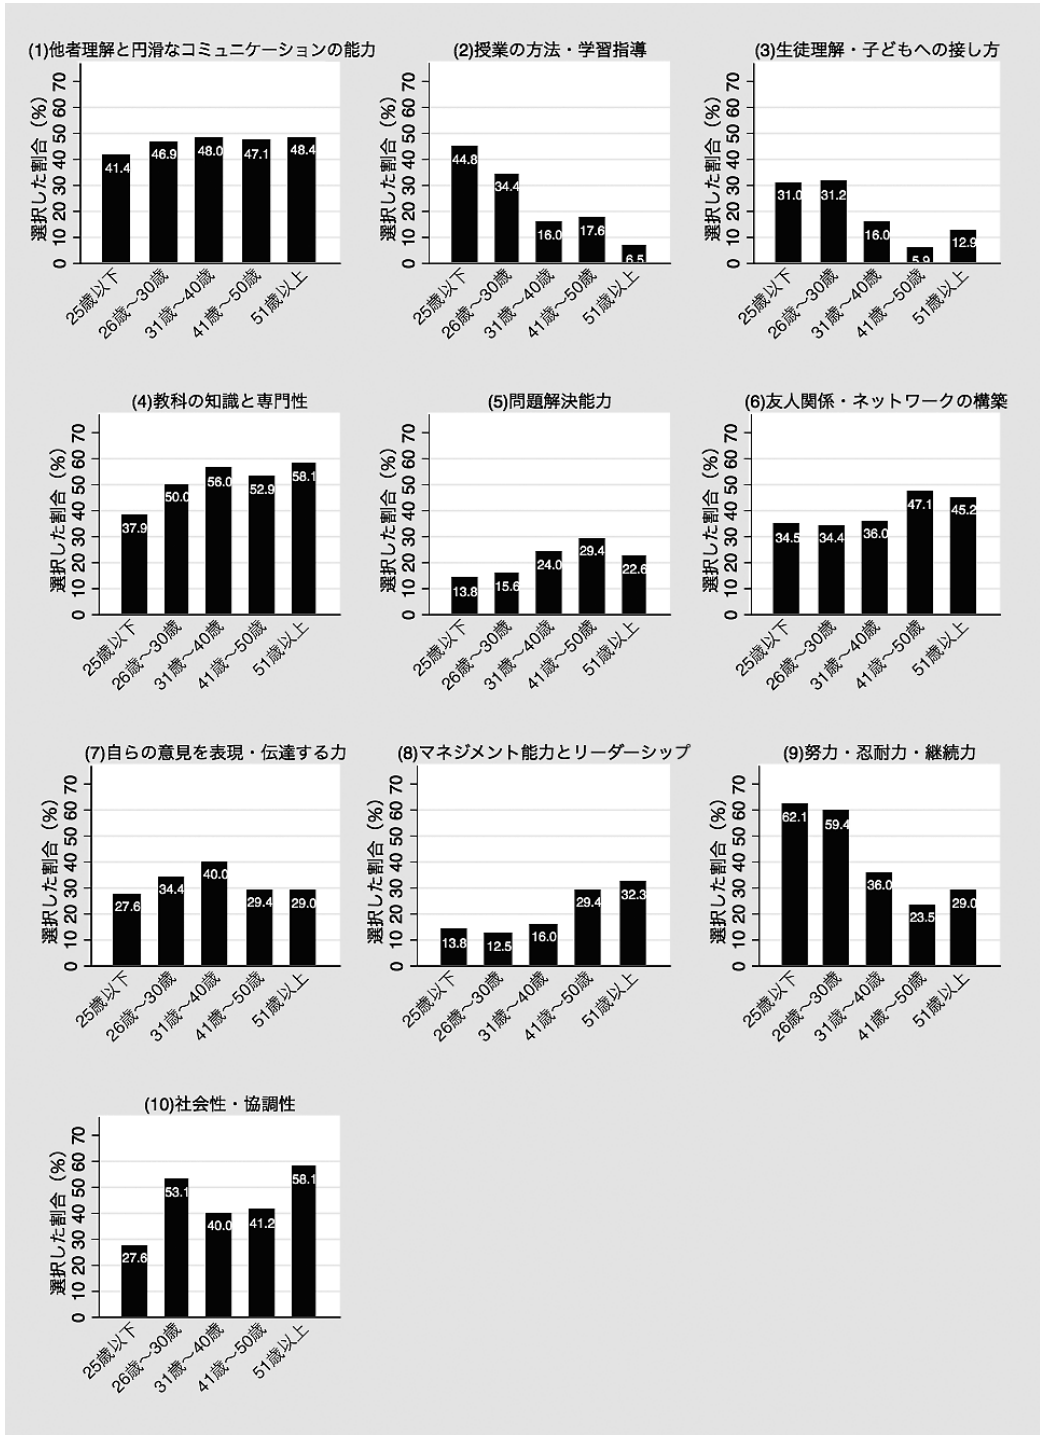 (1)他者理解と円滑なコミュニケーションの能力
選択した割合（%）
0 10 20 30 40 50 60 70
41.4 46.9 48.0 47.1 48.4
25歳以下 26歳～30歳 31歳～40歳 41歳～50歳 51歳以上
(2)授業の方法・学習指導
選択した割合（%）
0 10 20 30 40 50 60 70
44.8 34.4 16.0 17.6 6.5
25歳以下 26歳～30歳 31歳～40歳 41歳～50歳 51歳以上
(3)生徒理解・子どもへの接し方
選択した割合（%）
0 10 20 30 40 50 60 70
31.0 31.2 16.0 5.9 12.9
25歳以下 26歳～30歳 31歳～40歳 41歳～50歳 51歳以上
(4)教科の知識と専門性
選択した割合（%）
0 10 20 30 40 50 60 70
37.9 50.0 56.0 52.9 58.1
25歳以下 26歳～30歳 31歳～40歳 41歳～50歳 51歳以上
(5)問題解決能力
選択した割合（%）
0 10 20 30 40 50 60 70
13.8 15.6 24.0 29.4 22.6
25歳以下 26歳～30歳 31歳～40歳 41歳～50歳 51歳以上
(6)友人関係・ネットワークの構築
選択した割合（%）
0 10 20 30 40 50 60 70
34.5 34.4 36.0 47.1 45.2
25歳以下 26歳～30歳 31歳～40歳 41歳～50歳 51歳以上
(7)自らの意見を表現・伝達する力
選択した割合（%）
0 10 20 30 40 50 60 70
27.6 34.4 40.0 29.4 29.0
25歳以下 26歳～30歳 31歳～40歳 41歳～50歳 51歳以上
(8)マネジメント能力とリーダーシップ
選択した割合（%）
0 10 20 30 40 50 60 70
13.8 12.5 16.0 29.4 32.3
25歳以下 26歳～30歳 31歳～40歳 41歳～50歳 51歳以上
(9)努力・忍耐力・継続力
選択した割合（%）
0 10 20 30 40 50 60 70
62.1 59.4 36.0 23.5 29.0
25歳以下 26歳～30歳 31歳～40歳 41歳～50歳 51歳以上
(10)社会性・協調性
選択した割合（%）
0 10 20 30 40 50 60 70
27.6 53.1 40.0 41.2 58.1
25歳以下 26歳～30歳 31歳～40歳 41歳～50歳 51歳以上